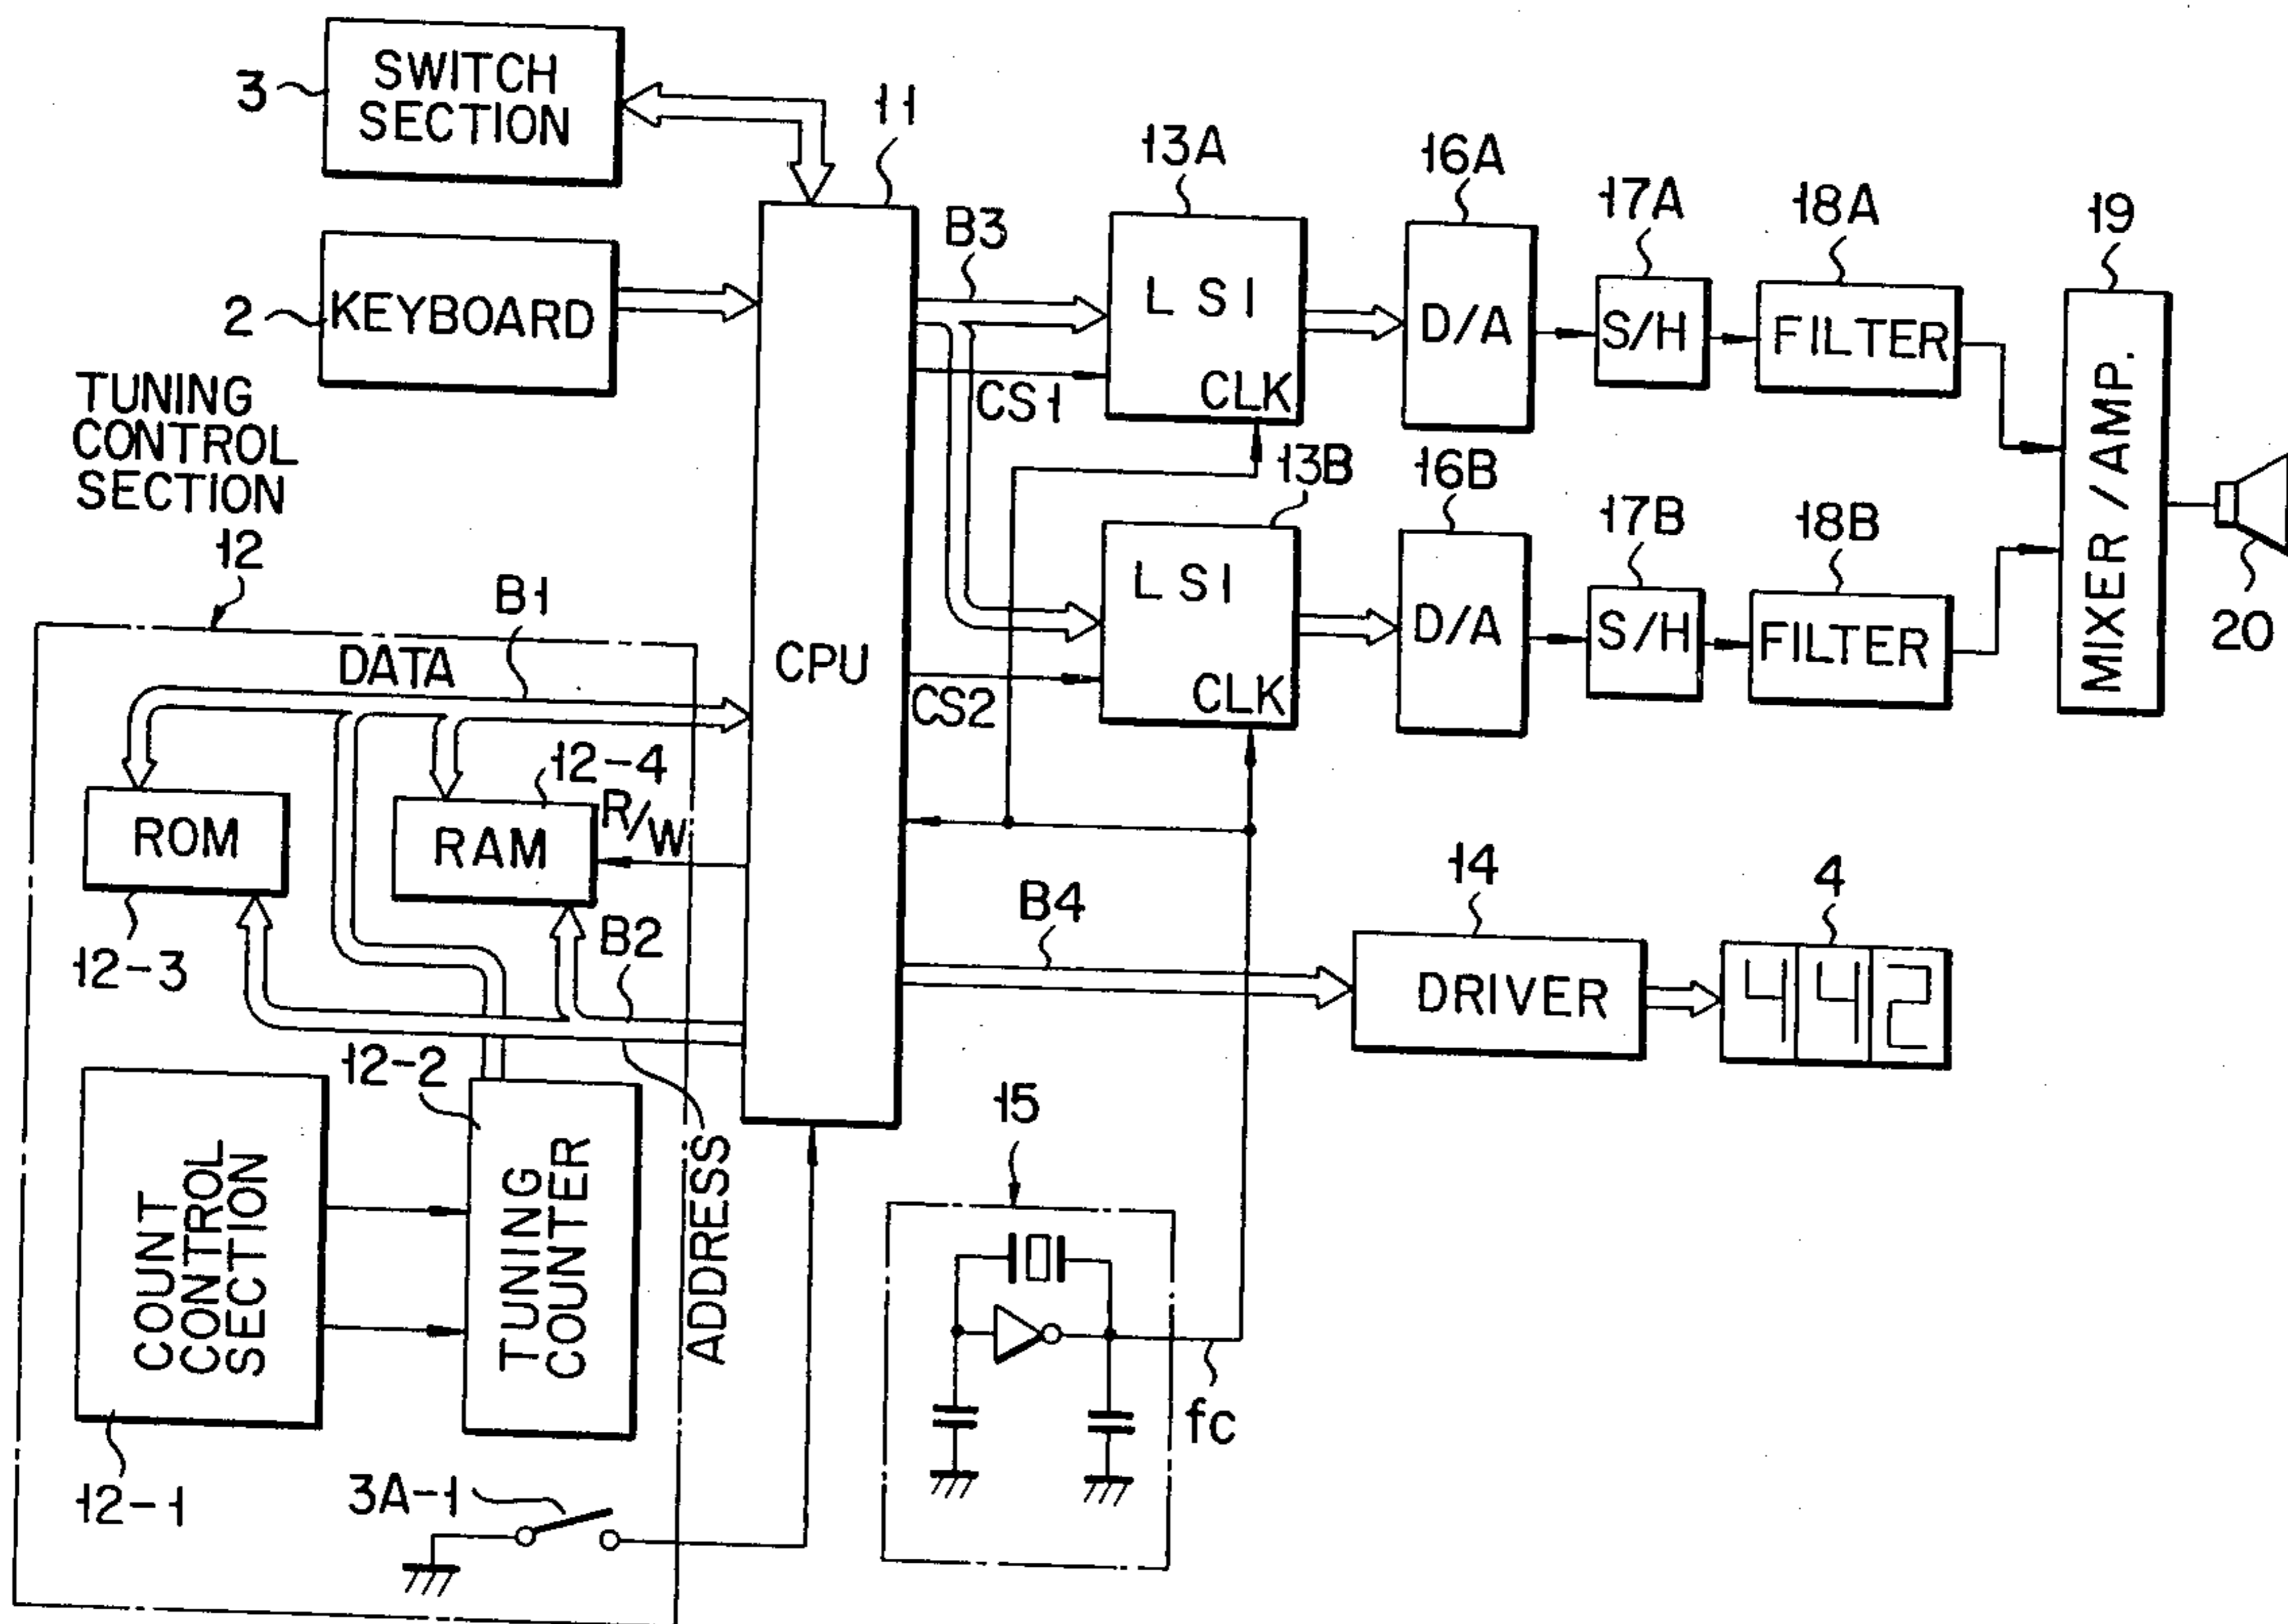 3
SWITCH
SECTION
11
13A
16A
17A
18A
19
2
KEYBOARD
B3
LSI
CLK
D/A
S/H
FILTER
MIXER/AMP.
CS1
TUNING
CONTROL
SECTION
12
13B
16B
17B
18B
20
B1
DATA
CPU
LSI
CLK
D/A
S/H
FILTER
CS2
12-4
R/W
ROM
RAM
12-3
B2
B4
14
4
DRIVER
442
12-2
15
COUNT
CONTROL
SECTION
TUNING
COUNTER
ADDRESS
12-1
3A-1
fc